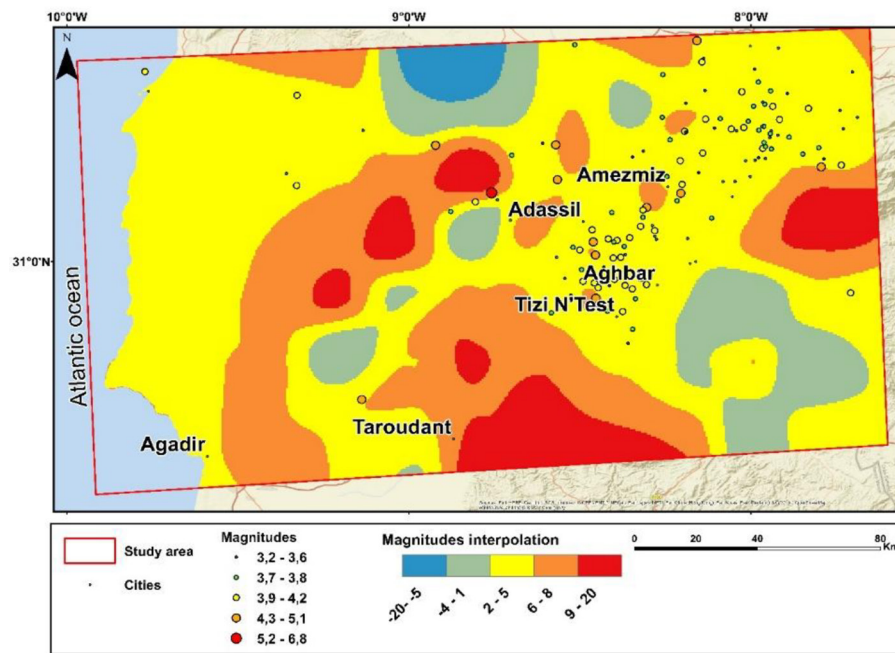 10°0'W 9°0'W 8°0'W
N
Amezmiz
Adassil
31°0'N
Aghbar
Tizi N'Test
Atlantic ocean
Taroudant
Agadir
Study area
Cities
Magnitudes
3,2 - 3,6
3,7 - 3,8
3,9 - 4,2
4,3 - 5,1
5,2 - 6,8
Magnitudes interpolation
-20--5
-4 - 1
2 - 5
6 - 8
9 - 20
0 20 40 80
Km